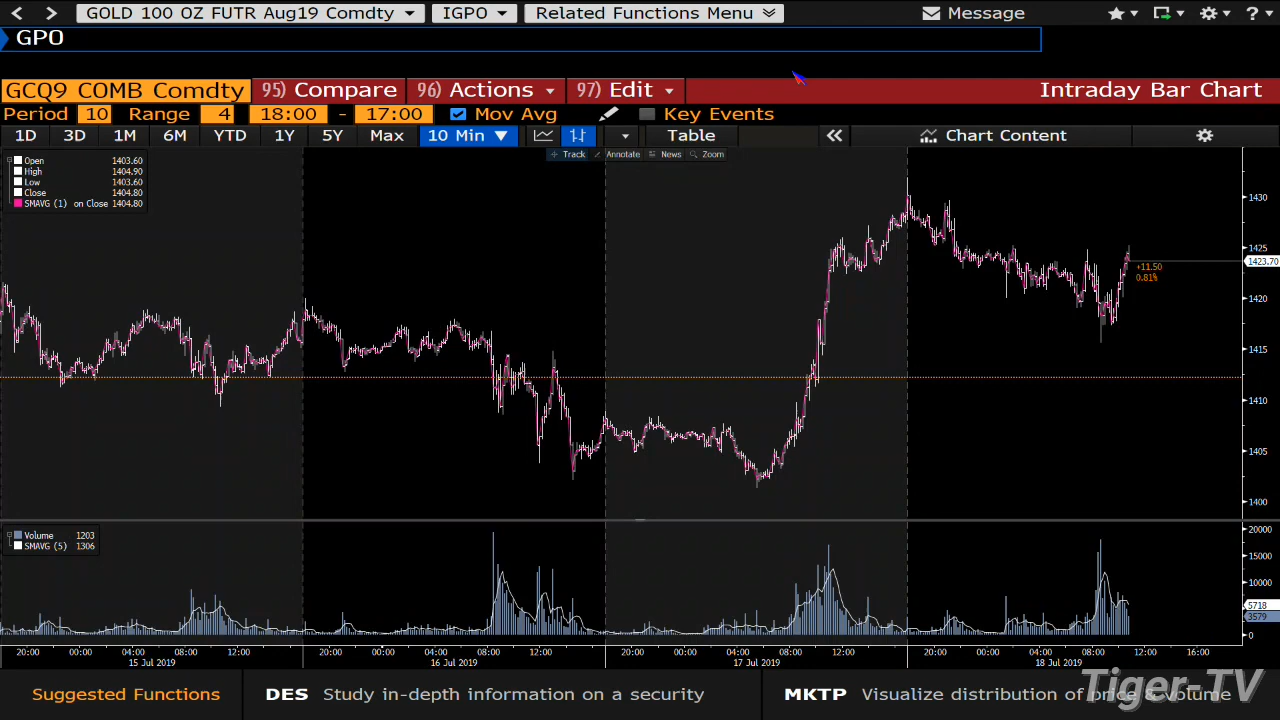 GOLD 100 OZ FUTR Aug19 Comdty IGPO Related Functions Menu Message ?
GPO
GCQ9 COMB Comdty 95) Compare 96) Actions 97) Edit Intraday Bar Chart
Period 10 Range 4 18:00 - 17:00 Mov Avg Key Events
1D 3D 1M 6M YTD 1Y 5Y Max 10 Min Table Chart Content
Track Annotate News Zoom
Open 1403.60
High 1404.90
Low 1403.60
Close 1404.80
SMAVG (1) on Close 1404.80
1430
1425
1423.70
+11.50
0.81%
1420
1415
1410
1405
1400
Volume 1203
SMAVG (5) 1306
20000
15000
10000
5718
3579
0
20:00 00:00 04:00 08:00 12:00 20:00 00:00 04:00 08:00 12:00 20:00 00:00 04:00 08:00 12:00 20:00 00:00 04:00 08:00 12:00 16:00
15 Jul 2019 16 Jul 2019 17 Jul 2019 18 Jul 2019
Suggested Functions DES Study in-depth information on a security MKTP Visualize distribution of price & volume
Tiger-TV